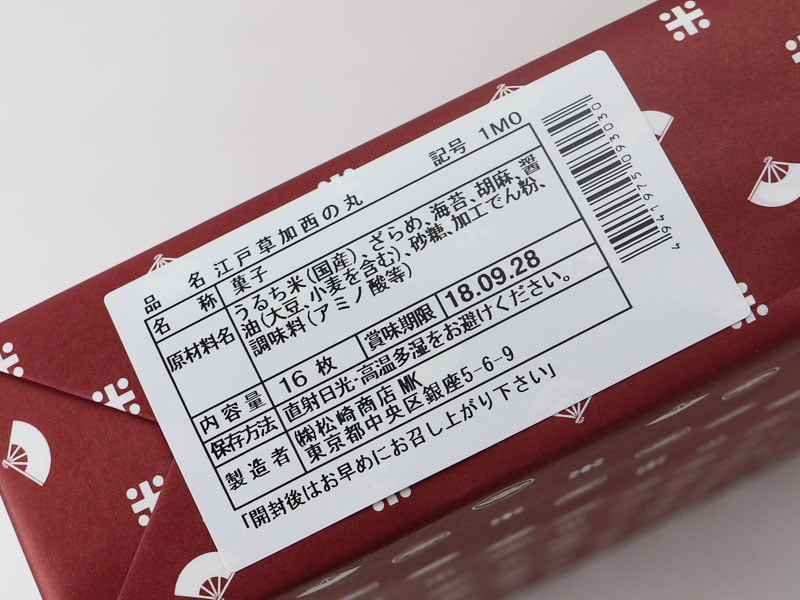 記号 1M0
品名 江戸草加西の丸
名称 菓子
原材料名 うるち米(国産)、ざらめ、海苔、胡麻、醤
油(大豆、小麦を含む)、砂糖、加工でん粉、
調味料(アミノ酸等)
内容量 16枚 賞味期限 18.09.28
保存方法 直射日光・高温多湿をお避けください。
製造者 ㈱松崎商店 MK
東京都中央区銀座5-6-9
「開封後はお早めにお召し上がり下さい」
4941975093030